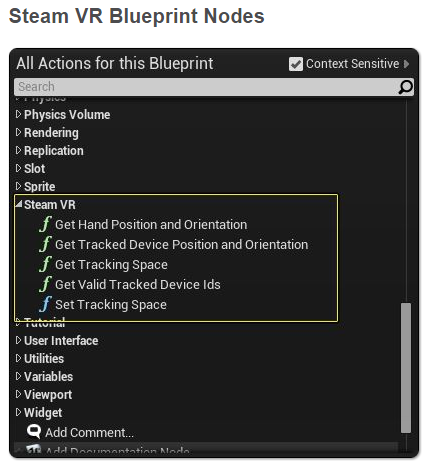 Steam VR Blueprint Nodes
All Actions for this Blueprint
Context Sensitive
Search
Physics
Physics Volume
Rendering
Replication
Slot
Sprite
Steam VR
f Get Hand Position and Orientation
f Get Tracked Device Position and Orientation
f Get Tracking Space
f Get Valid Tracked Device Ids
f Set Tracking Space
Tutorial
User Interface
Utilities
Variables
Viewport
Widget
Add Comment...
Add Documentation Node